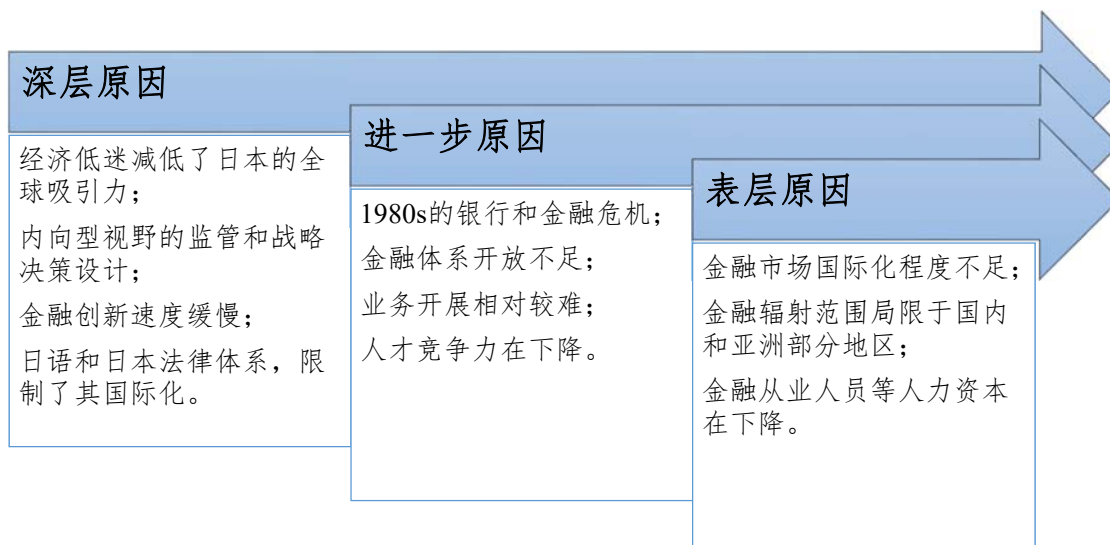 深层原因
经济低迷减低了日本的全
球吸引力；
内向型视野的监管和战略
决策设计；
金融创新速度缓慢；
日语和日本法律体系，限
制了其国际化。
进一步原因
1980s的银行和金融危机；
金融体系开放不足；
业务开展相对较难；
人才竞争力在下降。
表层原因
金融市场国际化程度不足；
金融辐射范围局限于国内
和亚洲部分地区；
金融从业人员等人力资本
在下降。